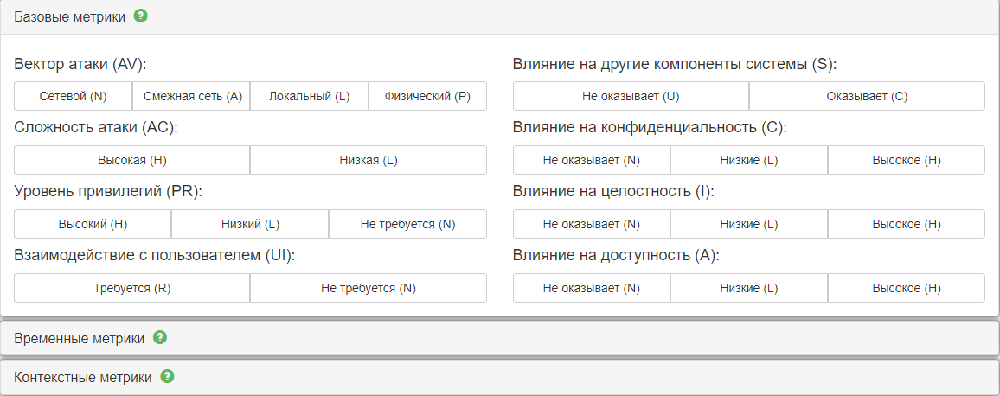 Базовые метрики ?
Вектор атаки (AV):
Сетевой (N) Смежная сеть (A) Локальный (L) Физический (P)
Сложность атаки (AC):
Высокая (H) Низкая (L)
Уровень привилегий (PR):
Высокий (H) Низкий (L) Не требуется (N)
Взаимодействие с пользователем (UI):
Требуется (R) Не требуется (N)
Влияние на другие компоненты системы (S):
Не оказывает (U) Оказывает (C)
Влияние на конфиденциальность (C):
Не оказывает (N) Низкие (L) Высокое (H)
Влияние на целостность (I):
Не оказывает (N) Низкие (L) Высокое (H)
Влияние на доступность (A):
Не оказывает (N) Низкие (L) Высокое (H)
Временные метрики ?
Контекстные метрики ?